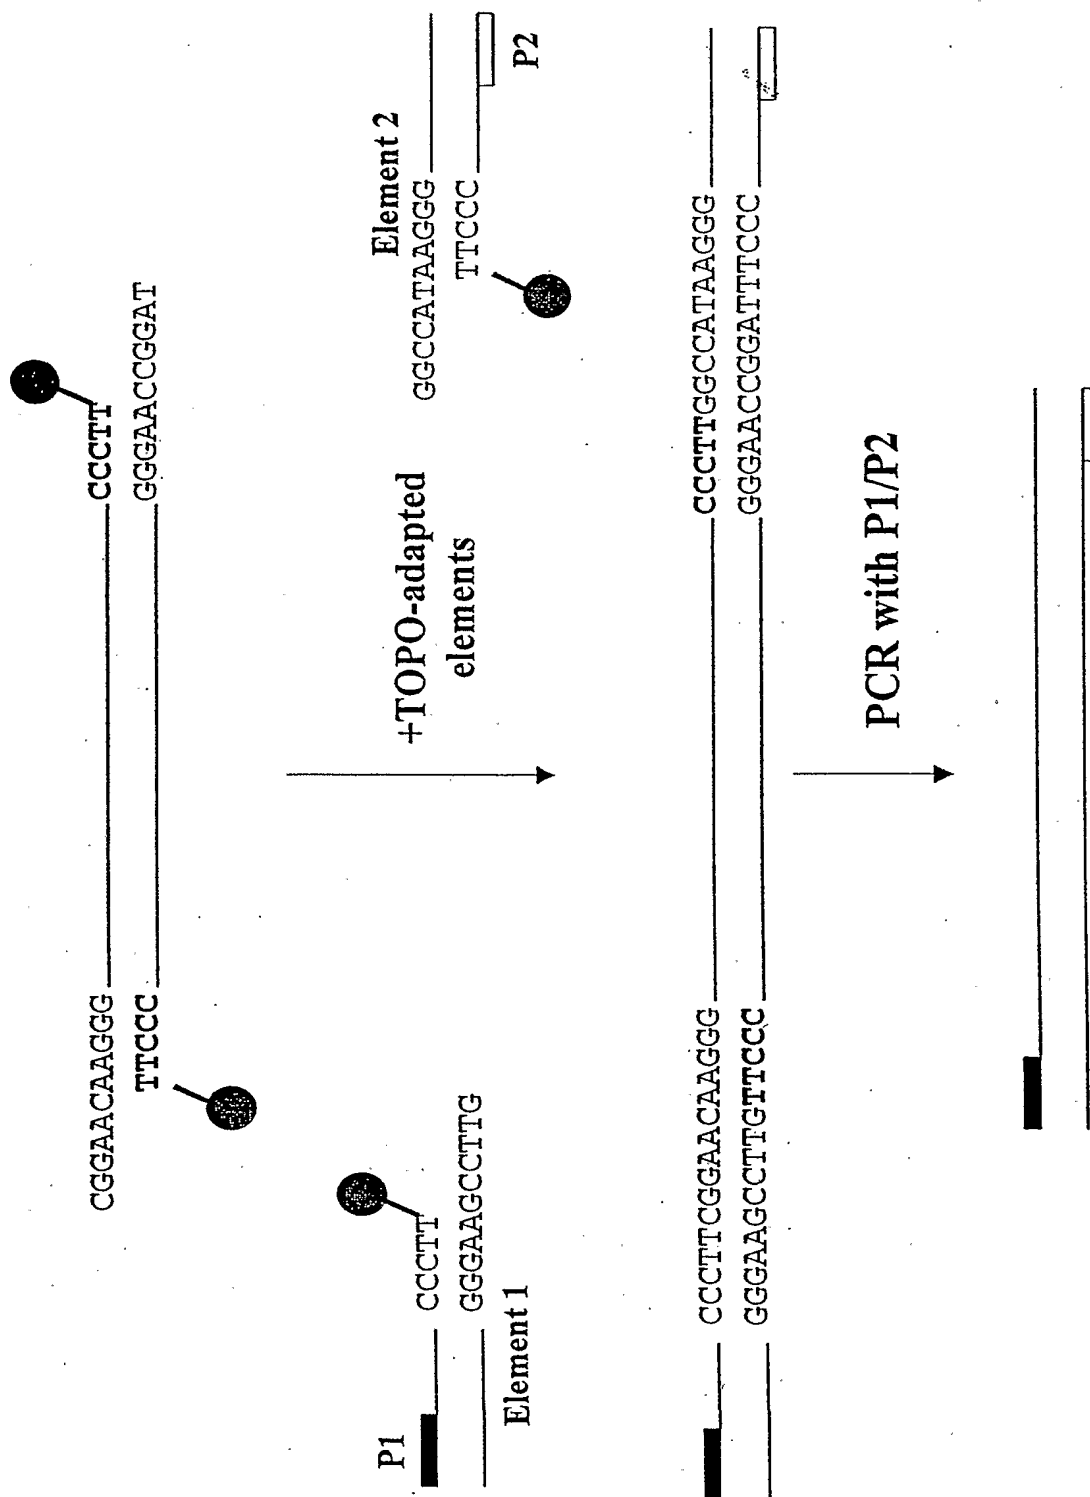 CGGAACAAGGG
CCCTT
TTCCC
GGGAACCGGAT
P1
CCCTT
GGGAAGCCTTG
Element 1
+TOPO-adapted
elements
Element 2
GGCCATAAGGG
TTCCC
P2
CCCTTCGGAACAAGGG
CCCTTGGCCATAAGGG
GGGAAGCCTTGTTCCC
GGGAACCGGATTTCCC
PCR with P1/P2